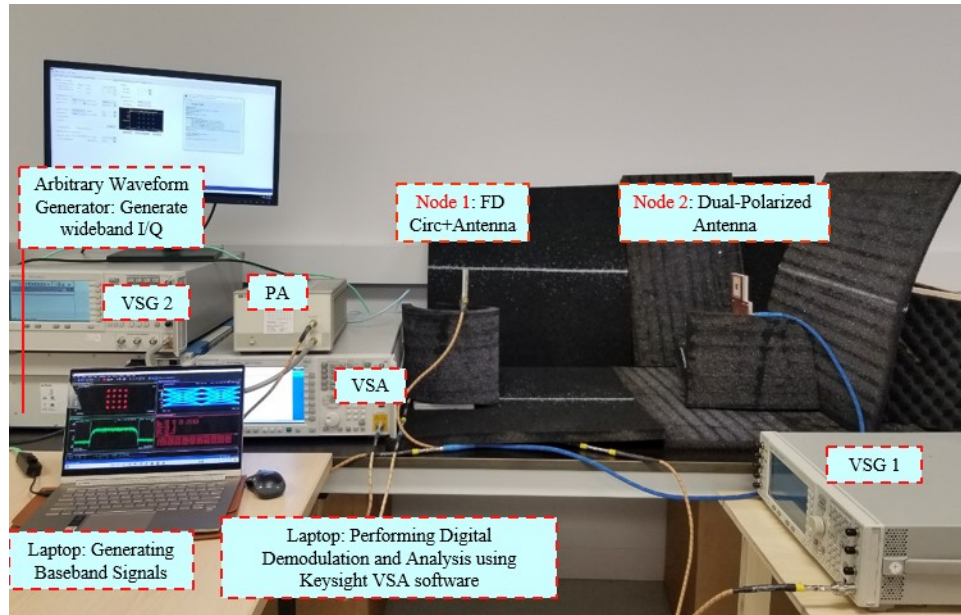 Arbitrary Waveform
Generator: Generate
wideband I/Q
Node 1: FD
Circ+Antenna
Node 2: Dual-Polarized
Antenna
VSG 2
PA
VSA
VSG 1
Laptop: Generating
Baseband Signals
Laptop: Performing Digital
Demodulation and Analysis using
Keysight VSA software